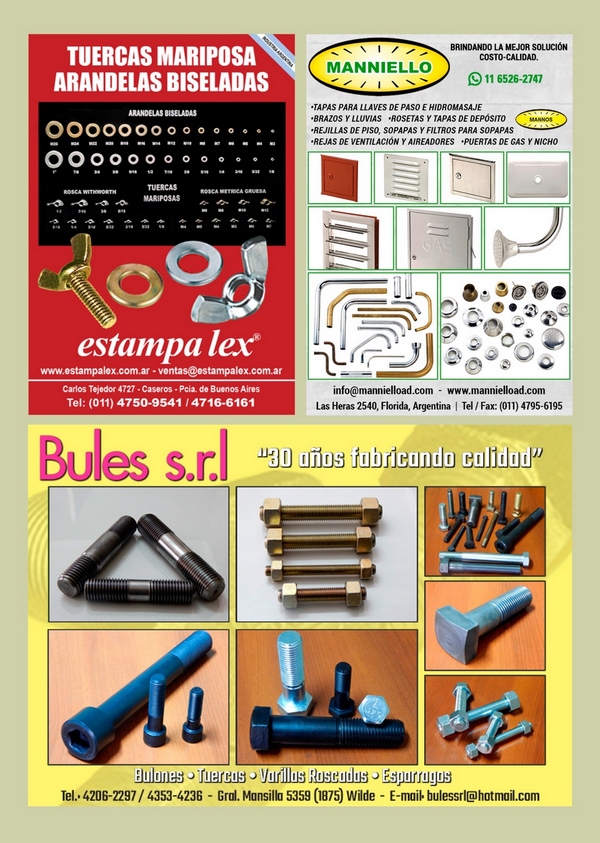 INDUSTRIA ARGENTINA
TUERCAS MARIPOSA
ARANDELAS BISELADAS
ARANDELAS BISELADAS
TUERCAS
MARIPOSAS
ROSCA WITHWORTH
ROSCA METRICA GRUESA
estampa lex®
www.estampalex.com.ar - ventas@estampalex.com.ar
Carlos Tejedor 4727 - Caseros - Pcia. de Buenos Aires
Tel: (011) 4750-9541 / 4716-6161
MANNIELLO
BRINDANDO LA MEJOR SOLUCIÓN
COSTO-CALIDAD.
11 6526-2747
•TAPAS PARA LLAVES DE PASO E HIDROMASAJE
•BRAZOS Y LLUVIAS •ROSETAS Y TAPAS DE DEPÓSITO
•REJILLAS DE PISO, SOPAPAS Y FILTROS PARA SOPAPAS
•REJAS DE VENTILACIÓN Y AIREADORES •PUERTAS DE GAS Y NICHO
MANNOS
GAS
info@mannielload.com - www.mannielload.com
Las Heras 2540, Florida, Argentina | Tel / Fax: (011) 4795-6195
Bules s.r.l
"30 años fabricando calidad"
Bulones • Tuercas • Varillas Roscadas • Esparragos
Tel.: 4206-2297 / 4353-4236 - Gral. Mansilla 5359 (1875) Wilde - E-mail: bulessrl@hotmail.com